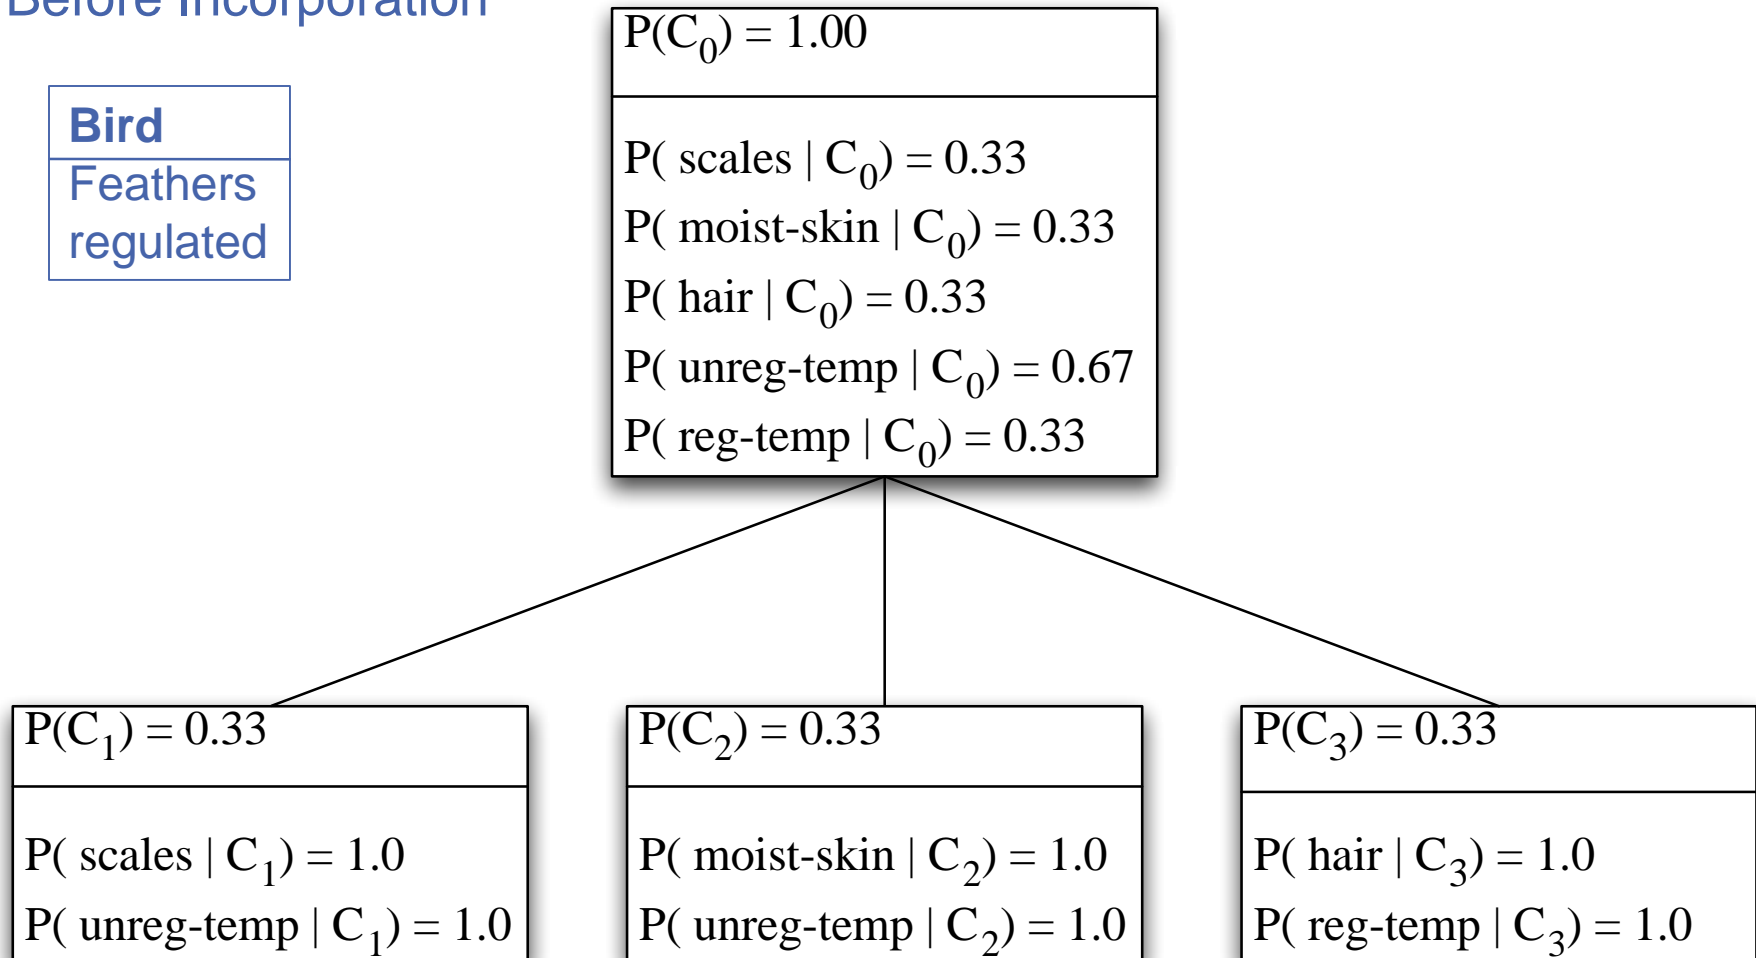 Before Incorporation
Bird
Feathers
regulated
P(C₀) = 1.00
P( scales | C₀) = 0.33
P( moist-skin | C₀) = 0.33
P( hair | C₀) = 0.33
P( unreg-temp | C₀) = 0.67
P( reg-temp | C₀) = 0.33
P(C₁) = 0.33
P( scales | C₁) = 1.0
P( unreg-temp | C₁) = 1.0
P(C₂) = 0.33
P( moist-skin | C₂) = 1.0
P( unreg-temp | C₂) = 1.0
P(C₃) = 0.33
P( hair | C₃) = 1.0
P( reg-temp | C₃) = 1.0